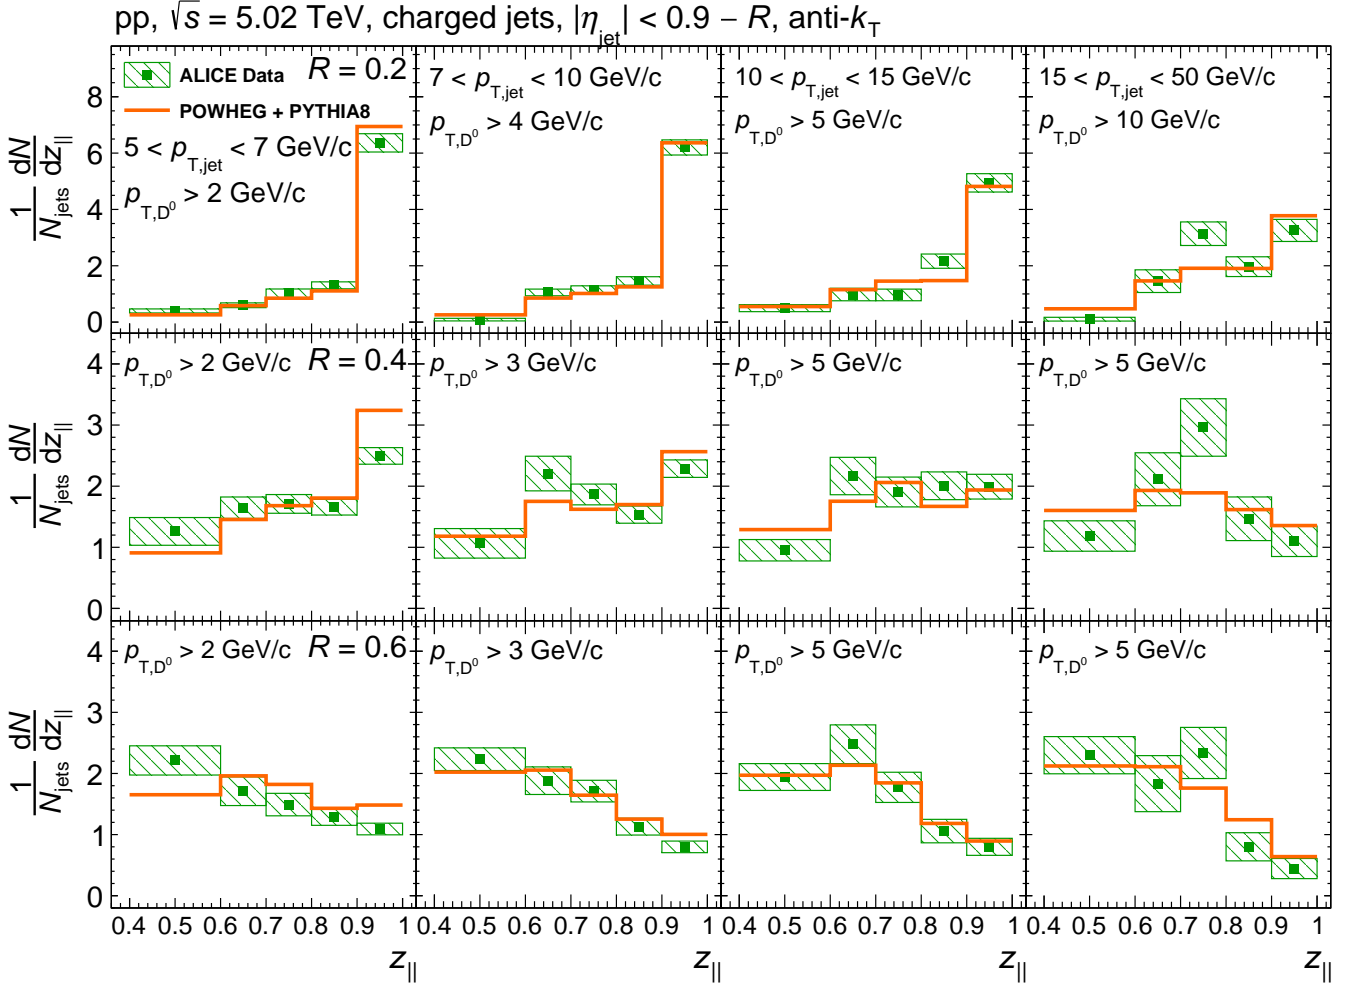 pp, √s = 5.02 TeV, charged jets, |η_jet| < 0.9 − R, anti-k_T
ALICE Data
POWHEG + PYTHIA8
R = 0.2
5 < p_T,jet < 7 GeV/c
p_T,D⁰ > 2 GeV/c
7 < p_T,jet < 10 GeV/c
p_T,D⁰ > 4 GeV/c
10 < p_T,jet < 15 GeV/c
p_T,D⁰ > 5 GeV/c
15 < p_T,jet < 50 GeV/c
p_T,D⁰ > 10 GeV/c
1/N_jets dN/dz_||
8
6
4
2
0
p_T,D⁰ > 2 GeV/c R = 0.4
p_T,D⁰ > 3 GeV/c
p_T,D⁰ > 5 GeV/c
p_T,D⁰ > 5 GeV/c
1/N_jets dN/dz_||
4
3
2
1
0
p_T,D⁰ > 2 GeV/c R = 0.6
p_T,D⁰ > 3 GeV/c
p_T,D⁰ > 5 GeV/c
p_T,D⁰ > 5 GeV/c
1/N_jets dN/dz_||
4
3
2
1
0
0.4 0.5 0.6 0.7 0.8 0.9 1
0.4 0.5 0.6 0.7 0.8 0.9 1
0.4 0.5 0.6 0.7 0.8 0.9 1
0.4 0.5 0.6 0.7 0.8 0.9 1
z_||
z_||
z_||
z_||